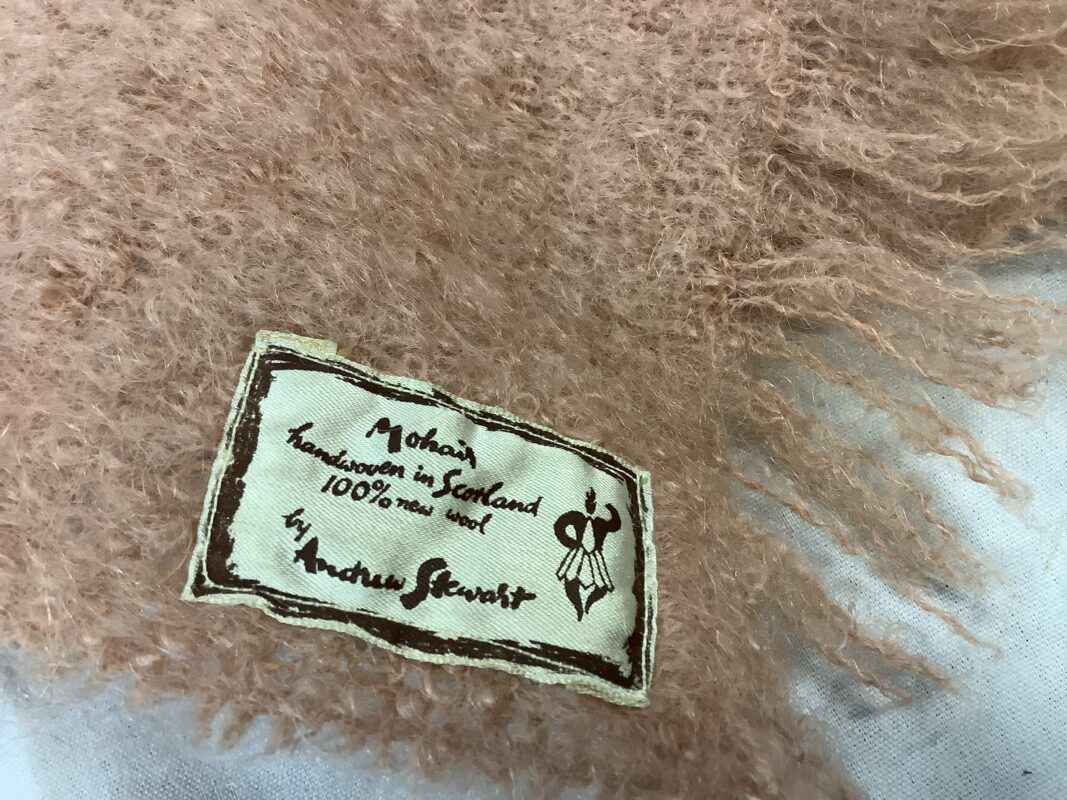 Mohair
handwoven in Scotland
100% new wool
by
Andrew Stewart